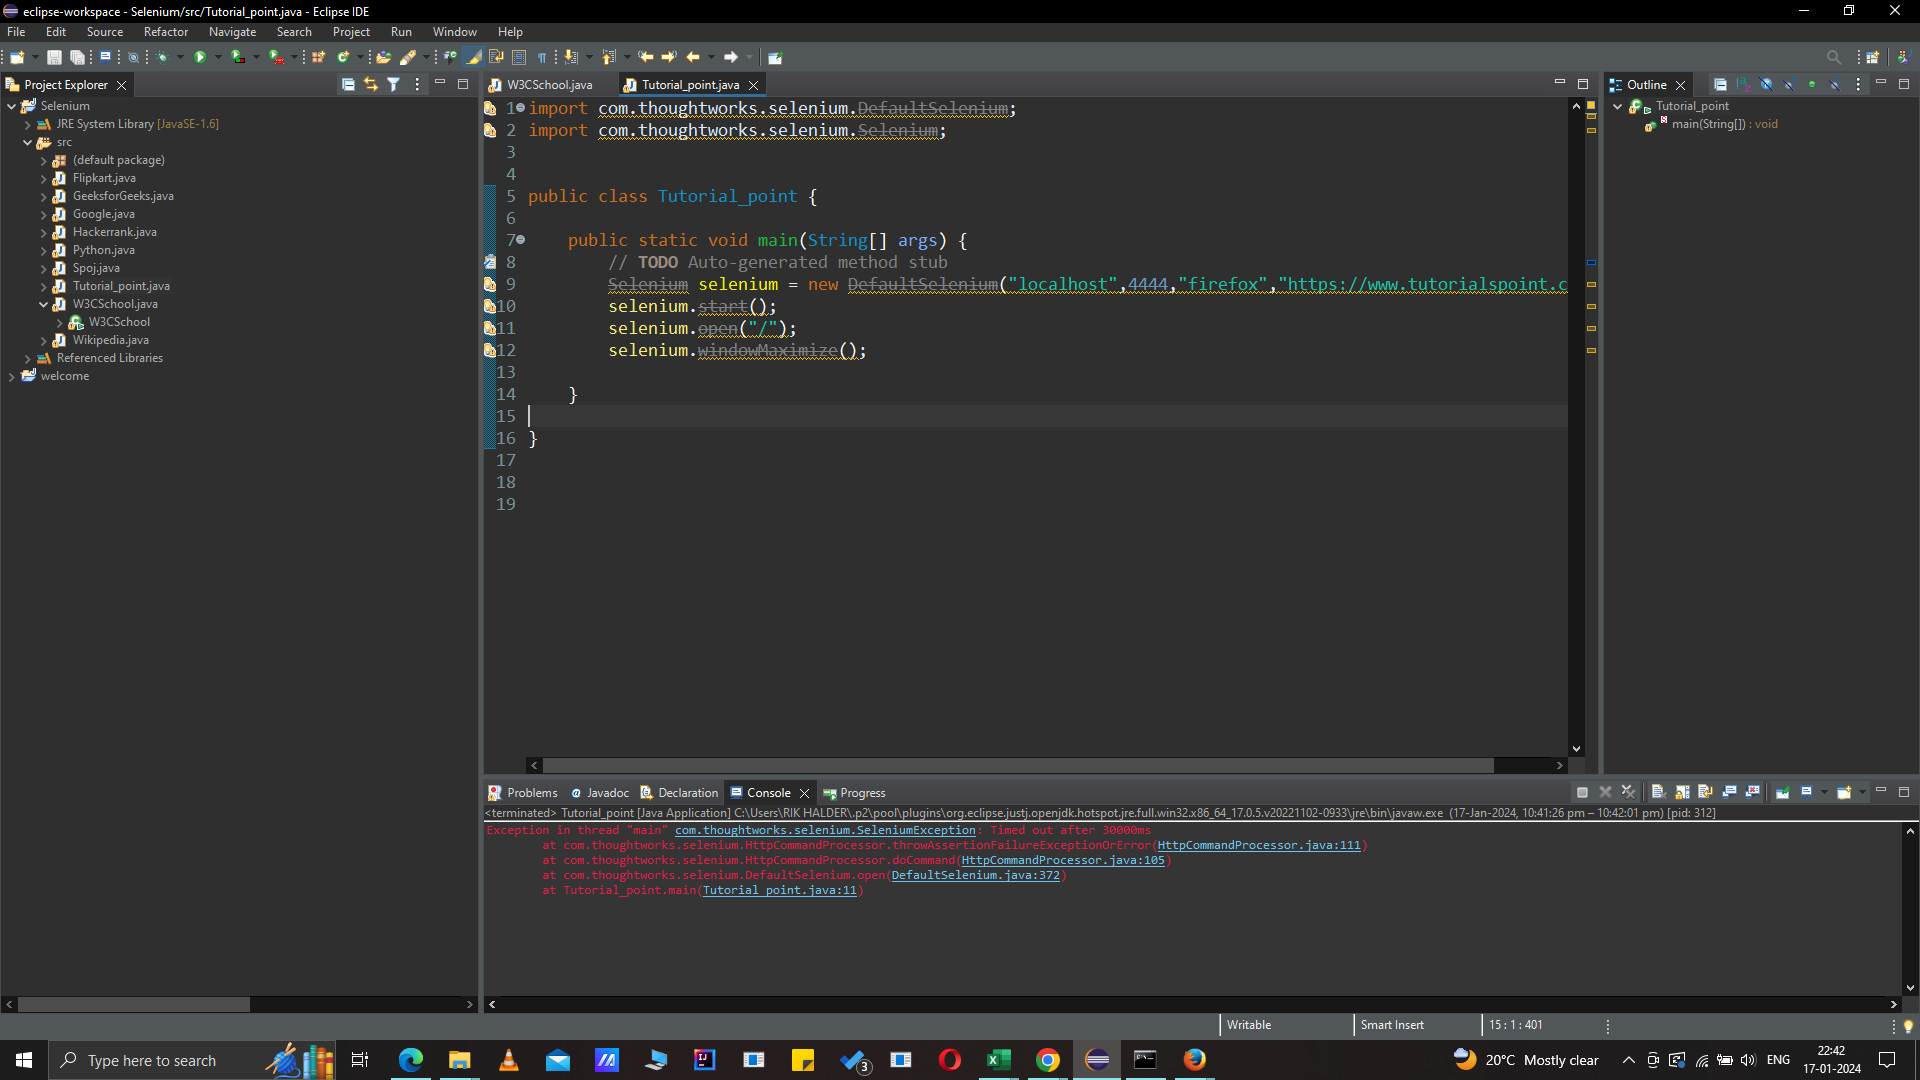 eclipse-workspace - Selenium/src/Tutorial_point.java - Eclipse IDE
File Edit Source Refactor Navigate Search Project Run Window Help
Project Explorer
Selenium
JRE System Library [JavaSE-1.6]
src
(default package)
Flipkart.java
GeeksforGeeks.java
Google.java
Hackerrank.java
Python.java
Spoj.java
Tutorial_point.java
W3CSchool.java
W3CSchool
Wikipedia.java
Referenced Libraries
welcome
W3CSchool.java Tutorial_point.java
1 import com.thoughtworks.selenium.DefaultSelenium;
2 import com.thoughtworks.selenium.Selenium;
3
4
5 public class Tutorial_point {
6
7 public static void main(String[] args) {
8 // TODO Auto-generated method stub
9 Selenium selenium = new DefaultSelenium("localhost",4444,"firefox","https://www.tutorialspoint.c
10 selenium.start();
11 selenium.open("/");
12 selenium.windowMaximize();
13
14 }
15
16 }
17
18
19
Outline
Tutorial_point
main(String[]) : void
Problems Javadoc Declaration Console Progress
<terminated> Tutorial_point [Java Application] C:\Users\RIK HALDER\.p2\pool\plugins\org.eclipse.justj.openjdk.hotspot.jre.full.win32.x86_64_17.0.5.v20221102-0933\jre\bin\javaw.exe (17-Jan-2024, 10:41:26 pm – 10:42:01 pm) [pid: 312]
Exception in thread "main" com.thoughtworks.selenium.SeleniumException: Timed out after 30000ms
at com.thoughtworks.selenium.HttpCommandProcessor.throwAssertionFailureExceptionOrError(HttpCommandProcessor.java:111)
at com.thoughtworks.selenium.HttpCommandProcessor.doCommand(HttpCommandProcessor.java:105)
at com.thoughtworks.selenium.DefaultSelenium.open(DefaultSelenium.java:372)
at Tutorial_point.main(Tutorial_point.java:11)
Writable Smart Insert 15 : 1 : 401
Type here to search
3
20°C Mostly clear
ENG
22:42
17-01-2024